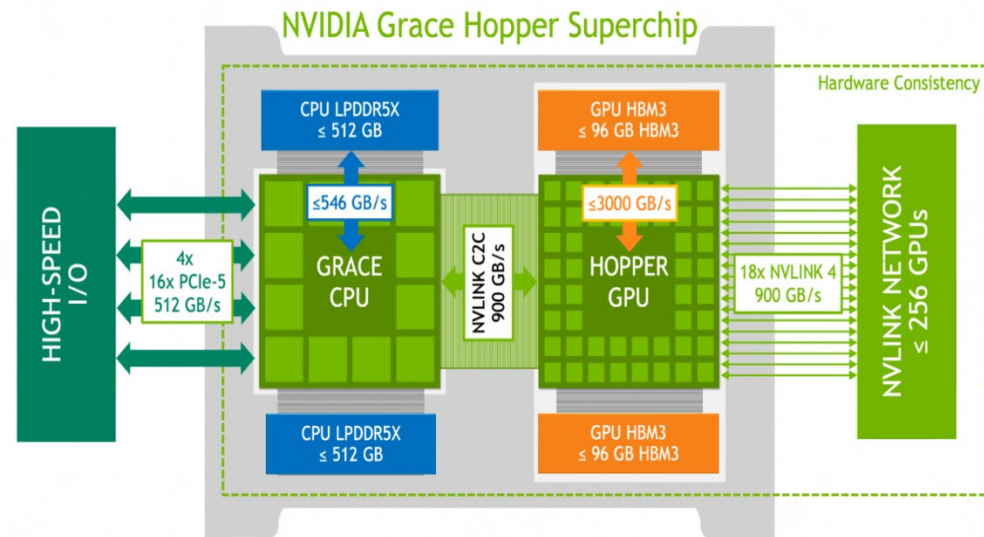 NVIDIA Grace Hopper Superchip
Hardware Consistency
CPU LPDDR5X
≤ 512 GB
GPU HBM3
≤ 96 GB HBM3
HIGH-SPEED
I/O
4x
16x PCIe-5
512 GB/s
≤546 GB/s
GRACE
CPU
NVLINK C2C
900 GB/s
≤3000 GB/s
HOPPER
GPU
18x NVLINK 4
900 GB/s
NVLINK NETWORK
≤ 256 GPUs
CPU LPDDR5X
≤ 512 GB
GPU HBM3
≤ 96 GB HBM3